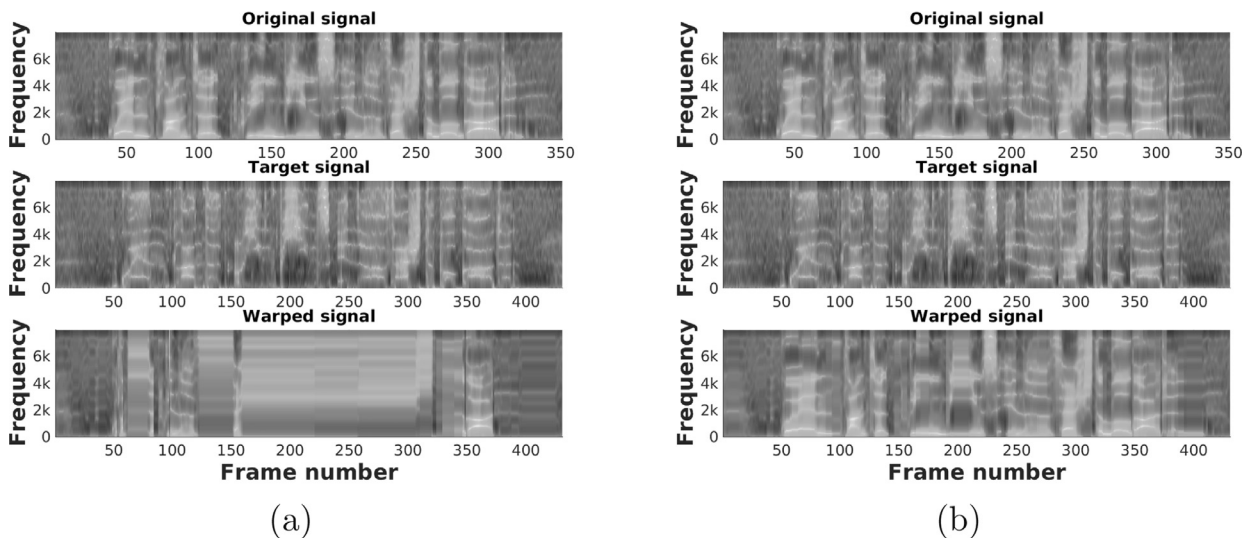 Original signal
Frequency
6k
4k
2k
0
50 100 150 200 250 300 350
Target signal
Frequency
6k
4k
2k
0
50 100 150 200 250 300 350 400
Warped signal
Frequency
6k
4k
2k
0
50 100 150 200 250 300 350 400
Frame number
(a)
Original signal
Frequency
6k
4k
2k
0
50 100 150 200 250 300 350
Target signal
Frequency
6k
4k
2k
0
50 100 150 200 250 300 350 400
Warped signal
Frequency
6k
4k
2k
0
50 100 150 200 250 300 350 400
Frame number
(b)